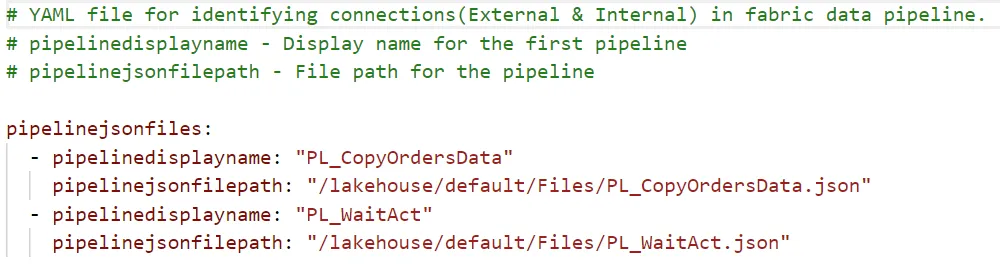 # YAML file for identifying connections(External & Internal) in fabric data pipeline.
# pipelinedisplayname - Display name for the first pipeline
# pipelinejsonfilepath - File path for the pipeline
pipelinejsonfiles:
- pipelinedisplayname: "PL_CopyOrdersData"
pipelinejsonfilepath: "/lakehouse/default/Files/PL_CopyOrdersData.json"
- pipelinedisplayname: "PL_WaitAct"
pipelinejsonfilepath: "/lakehouse/default/Files/PL_WaitAct.json"